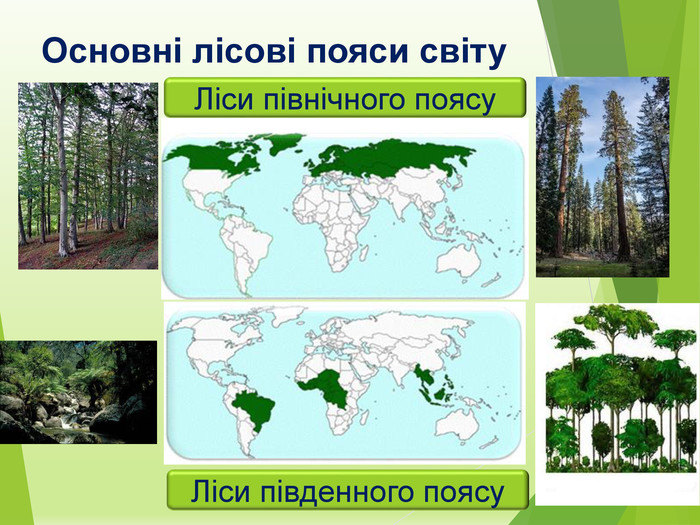 Основні лісові пояси світу
Ліси північного поясу
Ліси південного поясу